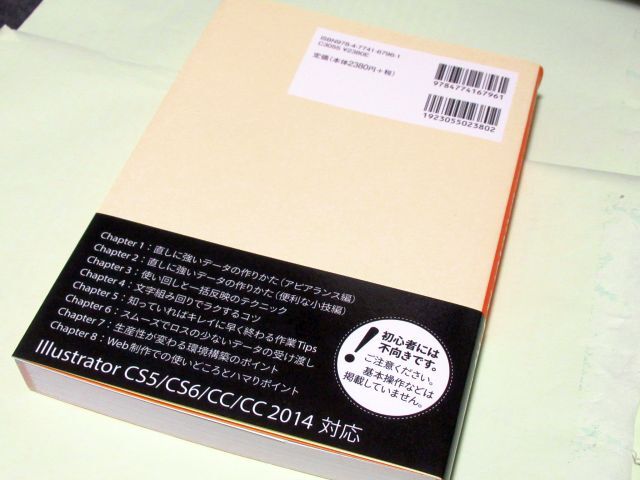 ISBN978-4-7741-6796-1
C3055 ¥2380E
定価（本体2380円＋税）
9784774167961
1923055023802
Chapter 1：直しに強いデータの作りかた（アピアランス編）
Chapter 2：直しに強いデータの作りかた（便利な小技編）
Chapter 3：使い回しと一括反映のテクニック
Chapter 4：文字組み回りでラクするコツ
Chapter 5：知っていればキレイに早く終わる作業Tips
Chapter 6：スムーズでロスの少ないデータの受け渡し
Chapter 7：生産性が変わる環境構築のポイント
Chapter 8：Web制作での使いどころとハマりポイント
Illustrator CS5/CS6/CC/CC 2014 対応
!
初心者には
不向きです。
ご注意ください。
基本操作などは
掲載していません。